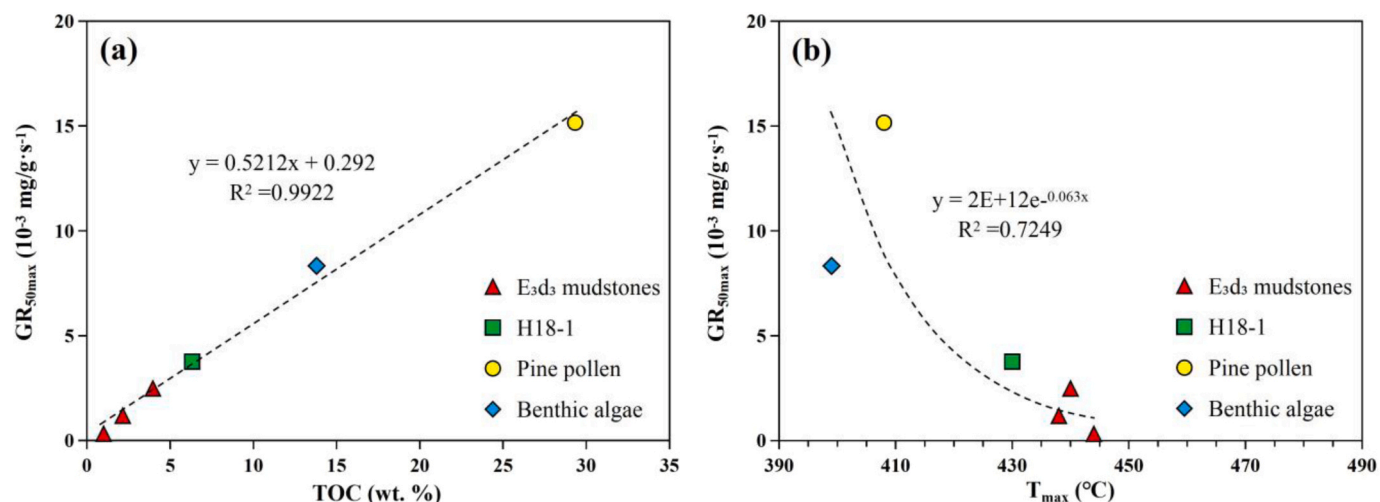 (a)
20
15
10
5
0
GR50max (10-3 mg/g·s-1)
y = 0.5212x + 0.292
R2 =0.9922
E3d3 mudstones
H18-1
Pine pollen
Benthic algae
0 5 10 15 20 25 30 35
TOC (wt. %)
(b)
20
15
10
5
0
GR50max (10-3 mg/g·s-1)
y = 2E+12e-0.063x
R2 =0.7249
E3d3 mudstones
H18-1
Pine pollen
Benthic algae
390 410 430 450 470 490
Tmax (℃)